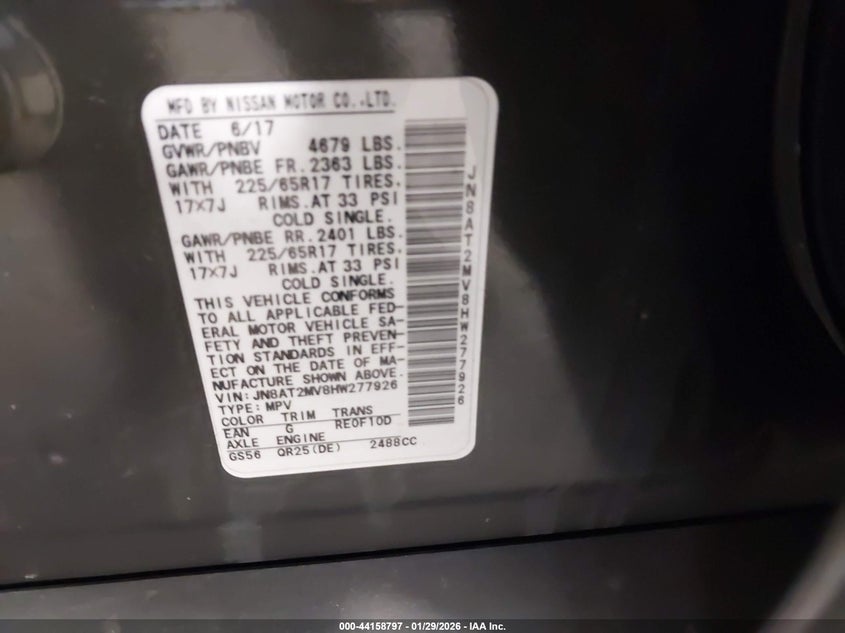 MFD BY NISSAN MOTOR CO.,LTD.
DATE 6/17
GVWR/PNBV 4679 LBS.
GAWR/PNBE FR. 2363 LBS.
WITH 225/65R17 TIRES.
17X7J RIMS.AT 33 PSI
COLD SINGLE.
GAWR/PNBE RR. 2401 LBS.
WITH 225/65R17 TIRES.
17X7J RIMS.AT 33 PSI
COLD SINGLE.
THIS VEHICLE CONFORMS
TO ALL APPLICABLE FED-
ERAL MOTOR VEHICLE SA-
FETY AND THEFT PREVEN-
TION STANDARDS IN EFF-
ECT ON THE DATE OF MA-
NUFACTURE SHOWN ABOVE.
VIN: JN8AT2MV8HW277926
TYPE: MPV
COLOR TRIM TRANS
EAN G RE0F10D
AXLE ENGINE
GS56 QR25(DE) 2488CC
JN8AT2MV8HW277926
000-44158797 - 01/29/2026 - IAA Inc.